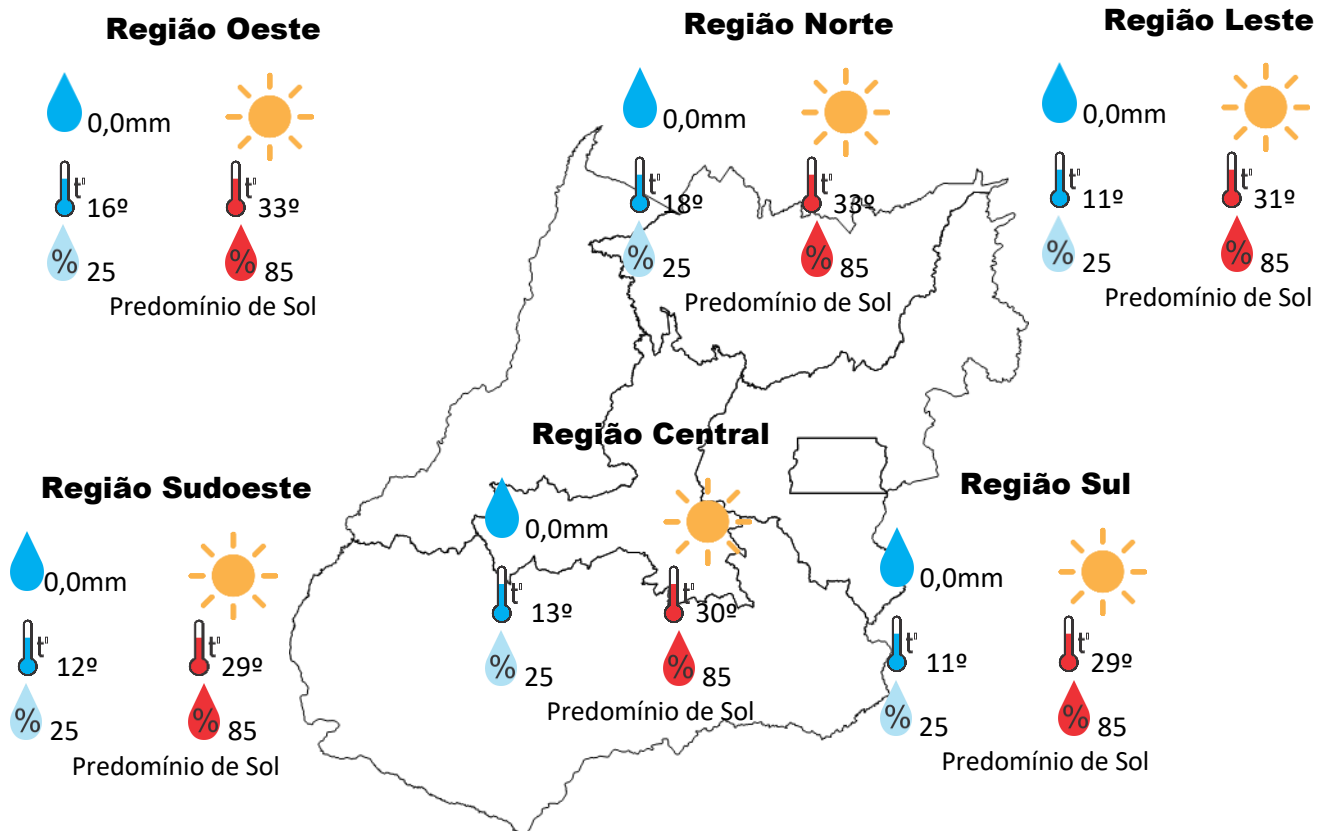 Região Oeste
0,0mm
t°
16º
t°
33º
%
25
%
85
Predomínio de Sol
Região Norte
0,0mm
t°
18º
t°
33º
%
25
%
85
Predomínio de Sol
Região Leste
0,0mm
t°
11º
t°
31º
%
25
%
85
Predomínio de Sol
Região Central
0,0mm
t°
13º
t°
30º
%
25
%
85
Predomínio de Sol
Região Sudoeste
0,0mm
t°
12º
t°
29º
%
25
%
85
Predomínio de Sol
Região Sul
0,0mm
t°
11º
t°
29º
%
25
%
85
Predomínio de Sol